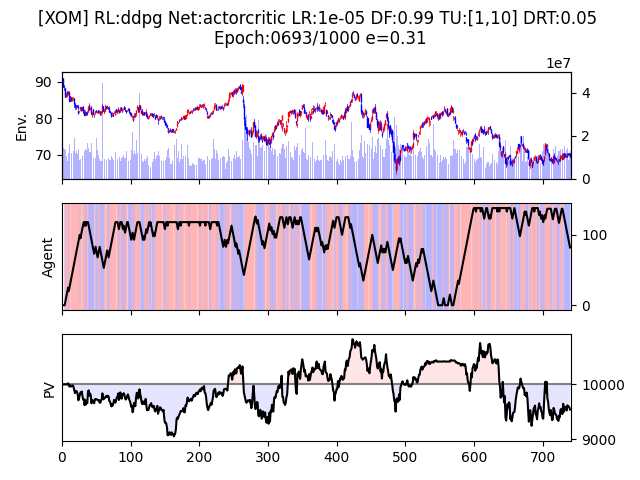 [XOM] RL:ddpg Net:actorcritic LR:1e-05 DF:0.99 TU:[1,10] DRT:0.05
Epoch:0693/1000 e=0.31
1e7
90
80
70
Env.
4
2
0
Agent
100
0
PV
10000
9000
0 100 200 300 400 500 600 700